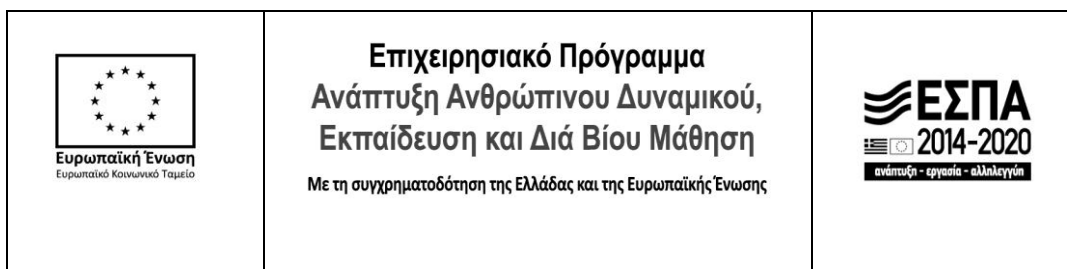 Ευρωπαϊκή Ένωση
Ευρωπαϊκό Κοινωνικό Ταμείο
Επιχειρησιακό Πρόγραμμα
Ανάπτυξη Ανθρώπινου Δυναμικού,
Εκπαίδευση και Διά Βίου Μάθηση
Με τη συγχρηματοδότηση της Ελλάδας και της Ευρωπαϊκής Ένωσης
ΕΣΠΑ
2014-2020
ανάπτυξη - εργασία - αλληλεγγύη